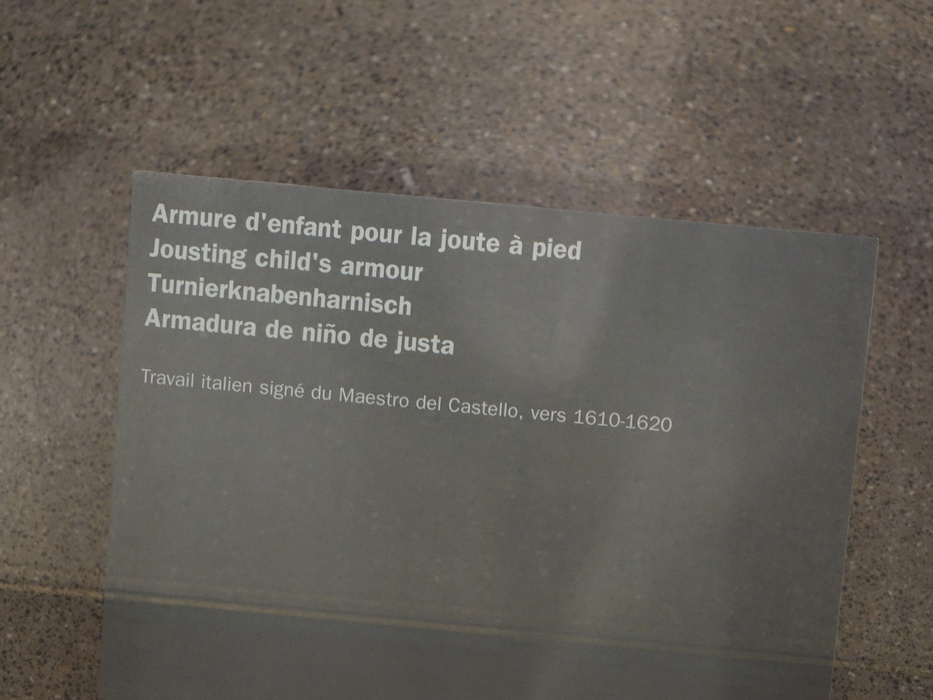 Armure d'enfant pour la joute à pied
Jousting child's armour
Turnierknabenharnisch
Armadura de niño de justa
Travail italien signé du Maestro del Castello, vers 1610-1620